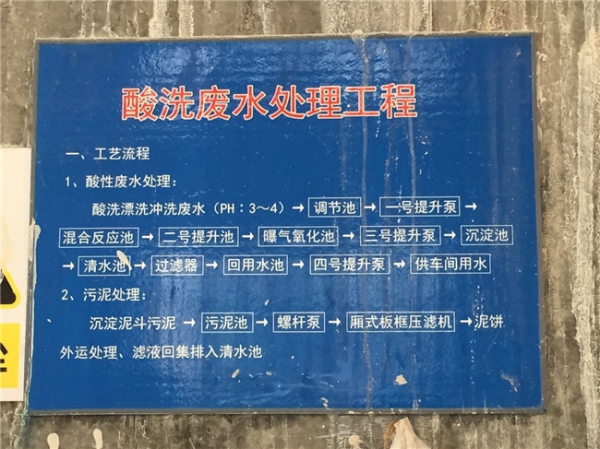 酸洗废水处理工程
一、工艺流程
1、酸性废水处理：
酸洗漂洗冲洗废水（PH：3～4）→调节池→一号提升泵→
混合反应池→二号提升池→曝气氧化池→三号提升泵→沉淀池
→清水池→过滤器→回用水池→四号提升泵→供车间用水
2、污泥处理：
沉淀泥斗污泥→污泥池→螺杆泵→厢式板框压滤机→泥饼
外运处理、滤液回集排入清水池